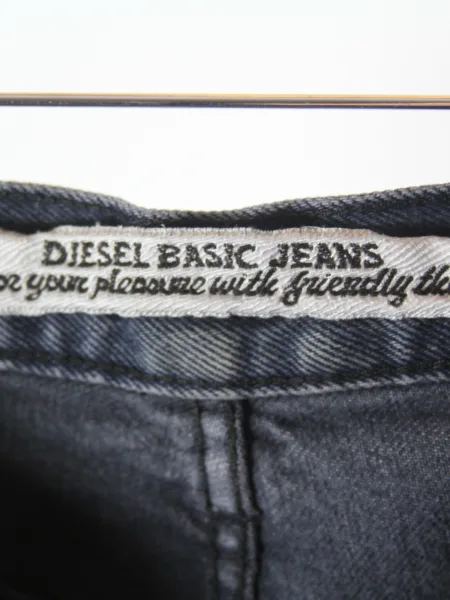 DIESEL BASIC JEANS
your pleasure with friendly